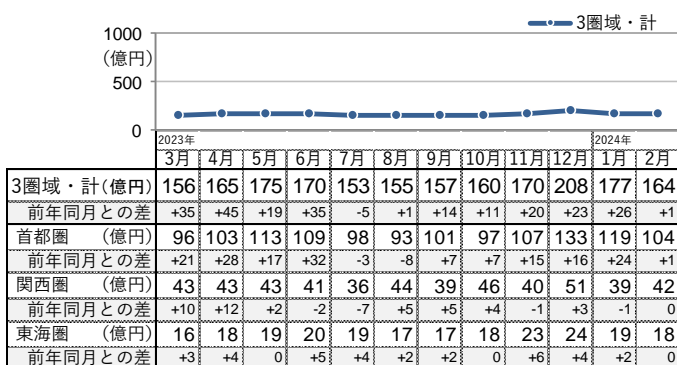 3圏域・計
1000
(億円)
500
0
2023年 2024年
3月 4月 5月 6月 7月 8月 9月 10月 11月 12月 1月 2月
3圏域・計(億円) 156 165 175 170 153 155 157 160 170 208 177 164
前年同月との差 +35 +45 +19 +35 -5 +1 +14 +11 +20 +23 +26 +1
首都圏 (億円) 96 103 113 109 98 93 101 97 107 133 119 104
前年同月との差 +21 +28 +17 +32 -3 -8 +7 +7 +15 +16 +24 +1
関西圏 (億円) 43 43 43 41 36 44 39 46 40 51 39 42
前年同月との差 +10 +12 +2 -2 -7 +5 +5 +4 -1 +3 -1 0
東海圏 (億円) 16 18 19 20 19 17 17 18 23 24 19 18
前年同月との差 +3 +4 0 +5 +4 +2 +2 0 +6 +4 +2 0